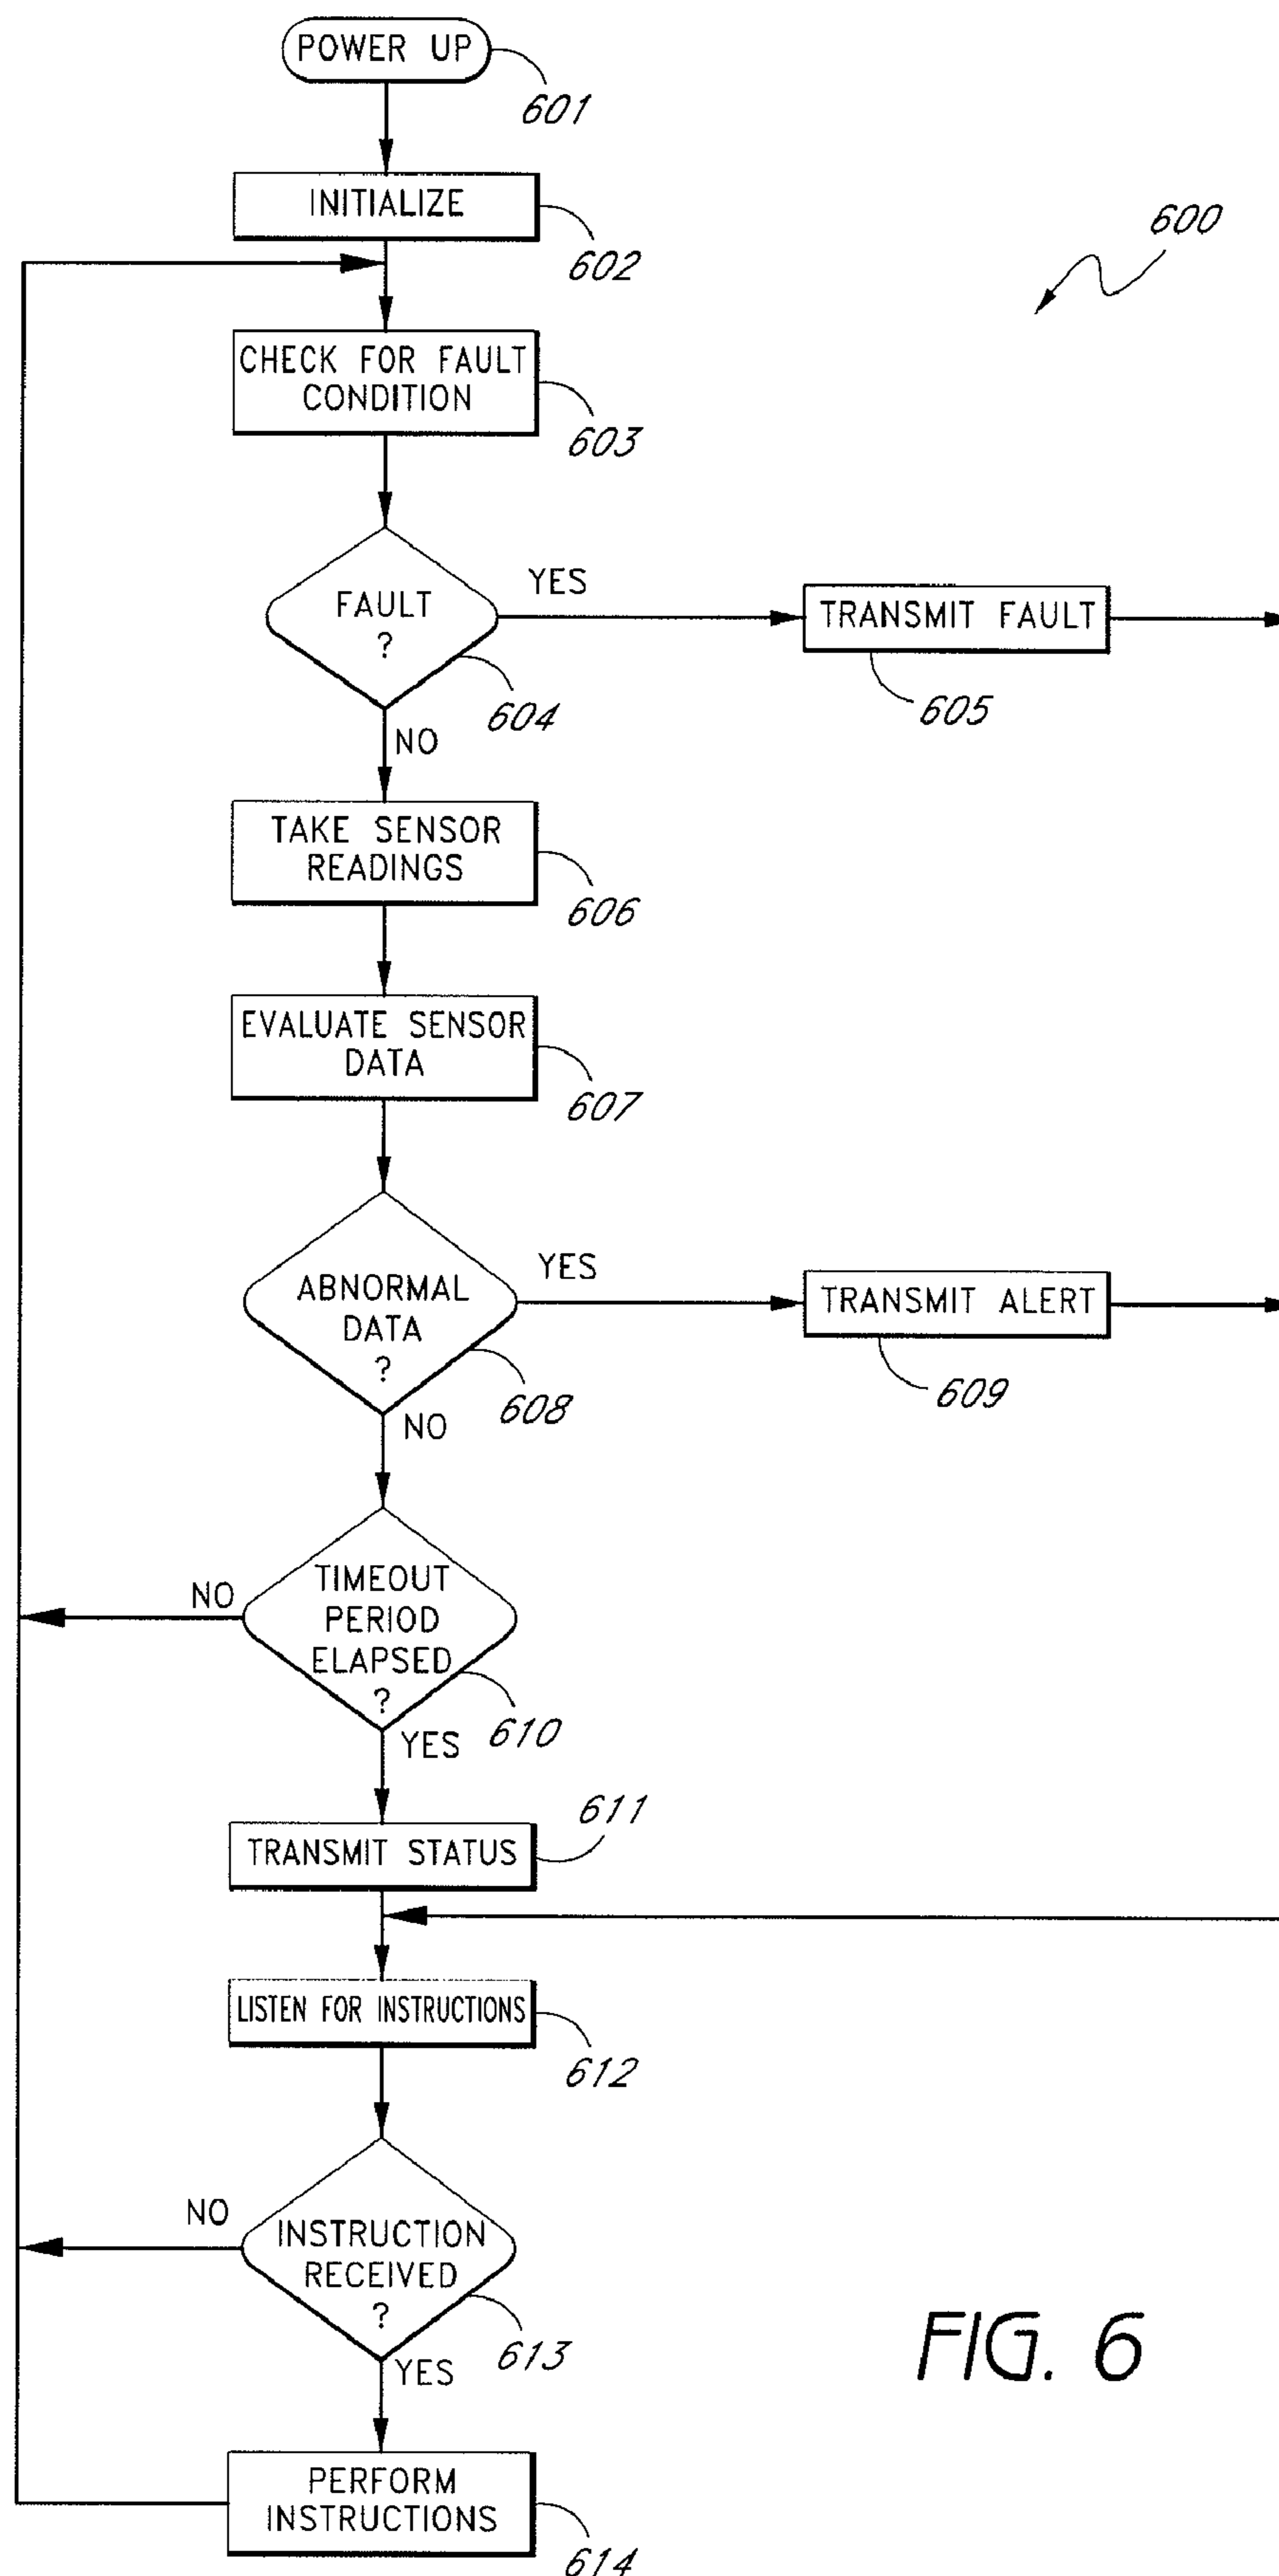 POWER UP
601
INITIALIZE
602
600
CHECK FOR FAULT
CONDITION
603
FAULT
?
YES
604
NO
TRANSMIT FAULT
605
TAKE SENSOR
READINGS
606
EVALUATE SENSOR
DATA
607
ABNORMAL
DATA
?
YES
608
NO
TRANSMIT ALERT
609
TIMEOUT
PERIOD
ELAPSED
?
NO
610
YES
611
TRANSMIT STATUS
LISTEN FOR INSTRUCTIONS
612
NO
INSTRUCTION
RECEIVED
?
613
YES
PERFORM
INSTRUCTIONS
614
FIG. 6